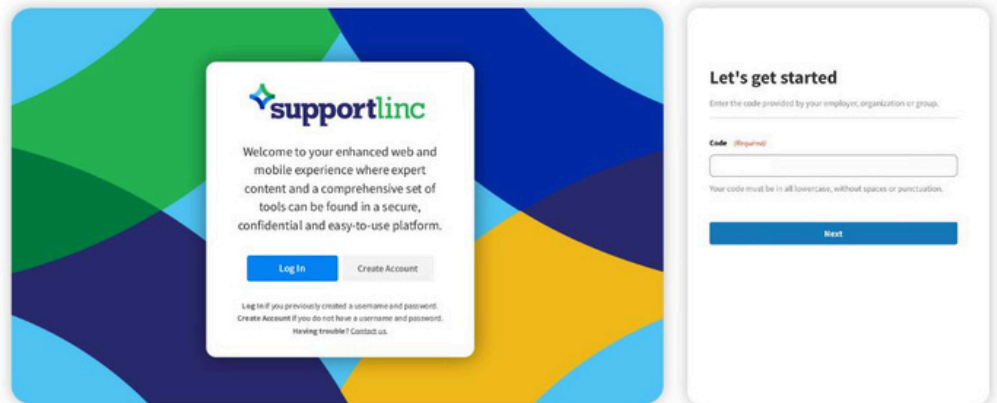 supportlinc
Welcome to your enhanced web and
mobile experience where expert
content and a comprehensive set of
tools can be found in a secure,
confidential and easy-to-use platform.
Log In
Create Account
Log In if you previously created a username and password.
Create Account if you do not have a username and password.
Having trouble? Contact us.
Let's get started
Enter the code provided by your employer, organization or group.
Code (Required)
Your code must be in all lowercase, without spaces or punctuation.
Next